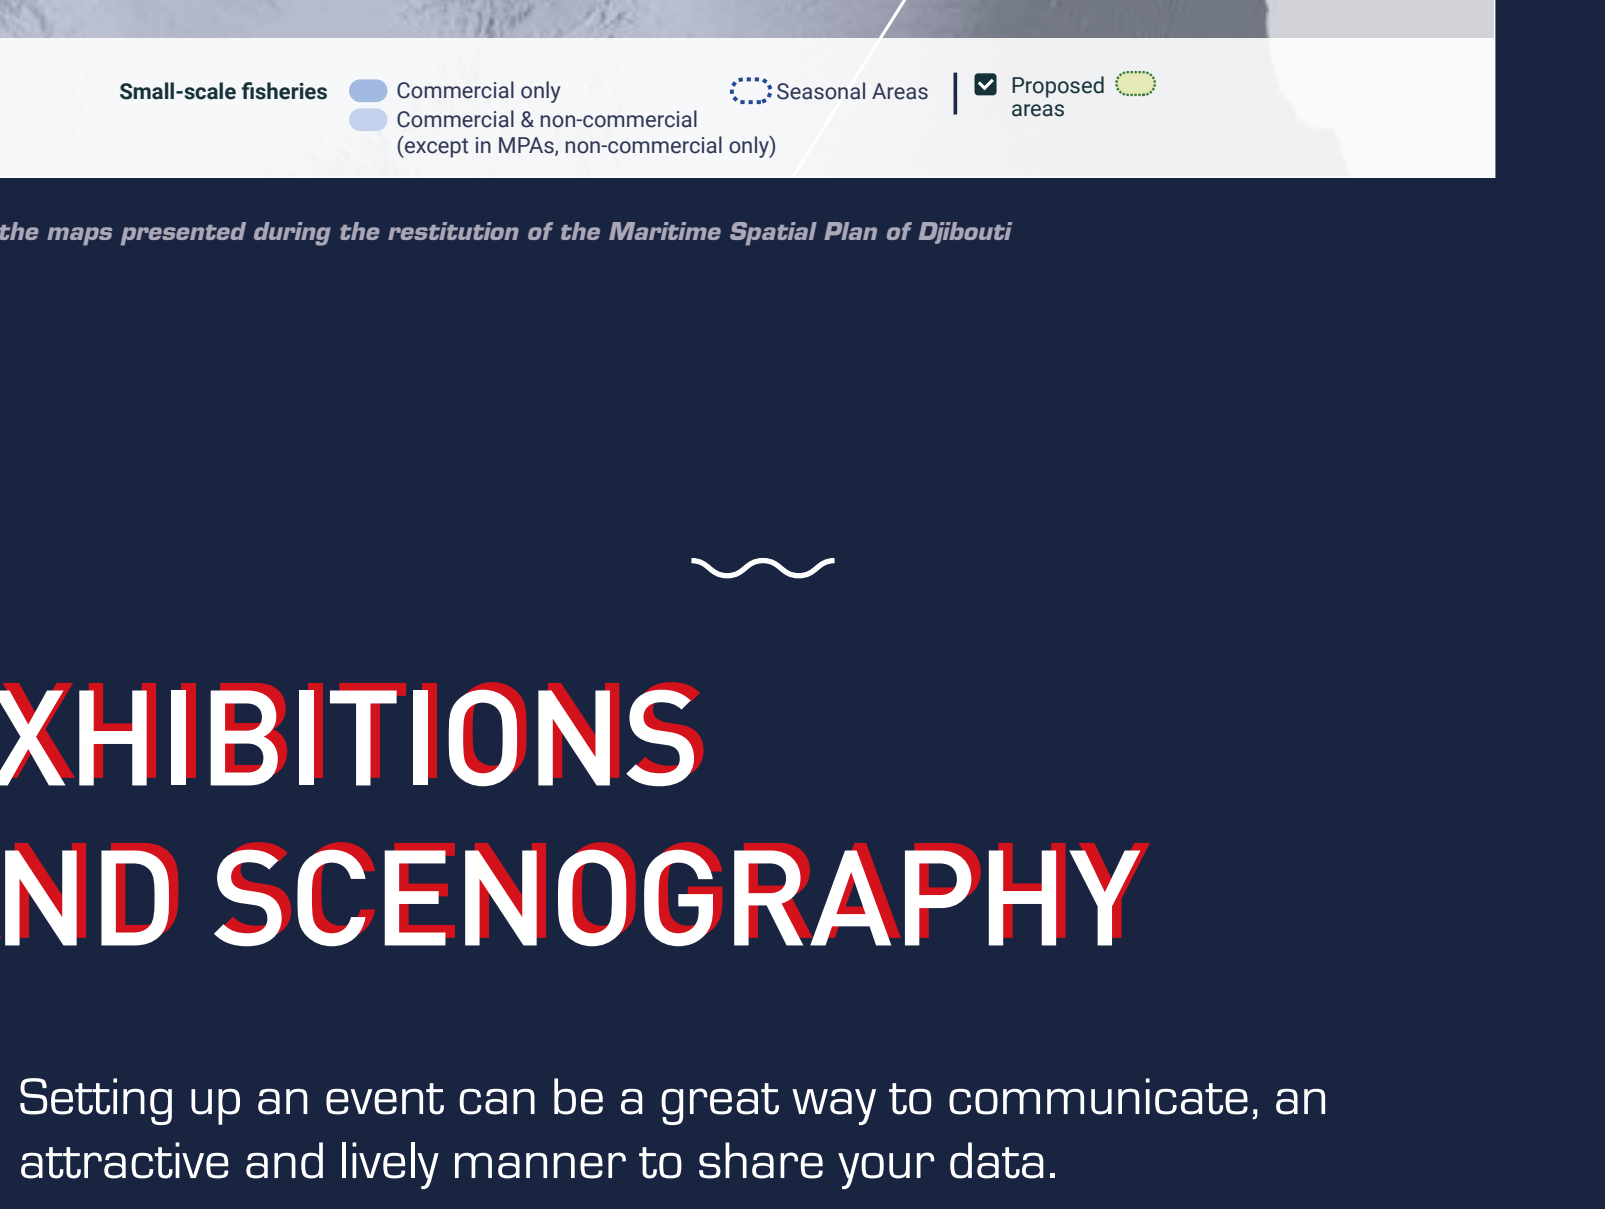 Small-scale fisheries Commercial only Seasonal Areas Proposed
areas
Commercial & non-commercial
(except in MPAs, non-commercial only)
the maps presented during the restitution of the Maritime Spatial Plan of Djibouti
XHIBITIONS
ND SCENOGRAPHY
Setting up an event can be a great way to communicate, an
attractive and lively manner to share your data.